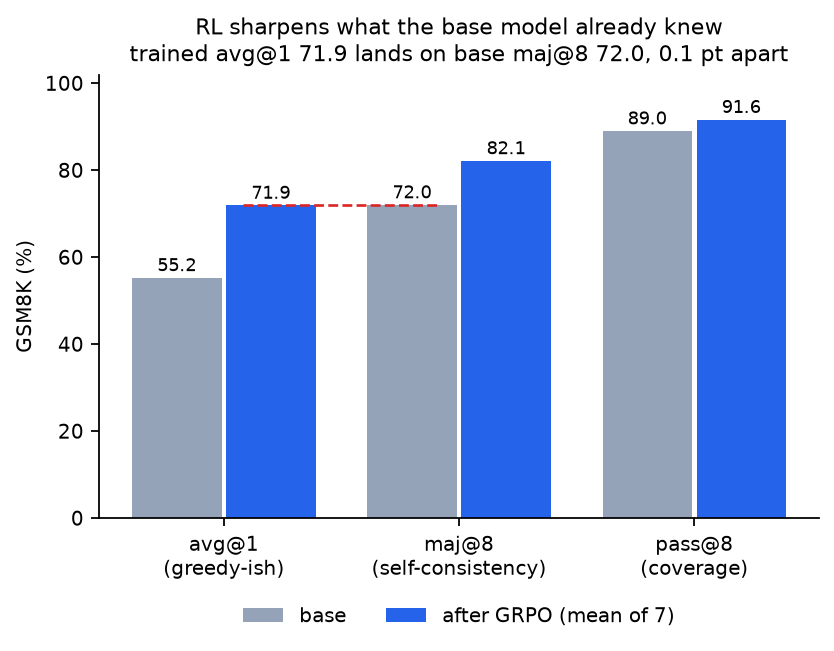 RL sharpens what the base model already knew
trained avg@1 71.9 lands on base maj@8 72.0, 0.1 pt apart
100
80
60
40
20
0
GSM8K (%)
55.2
71.9
72.0
82.1
89.0
91.6
avg@1
(greedy-ish)
maj@8
(self-consistency)
pass@8
(coverage)
base
after GRPO (mean of 7)